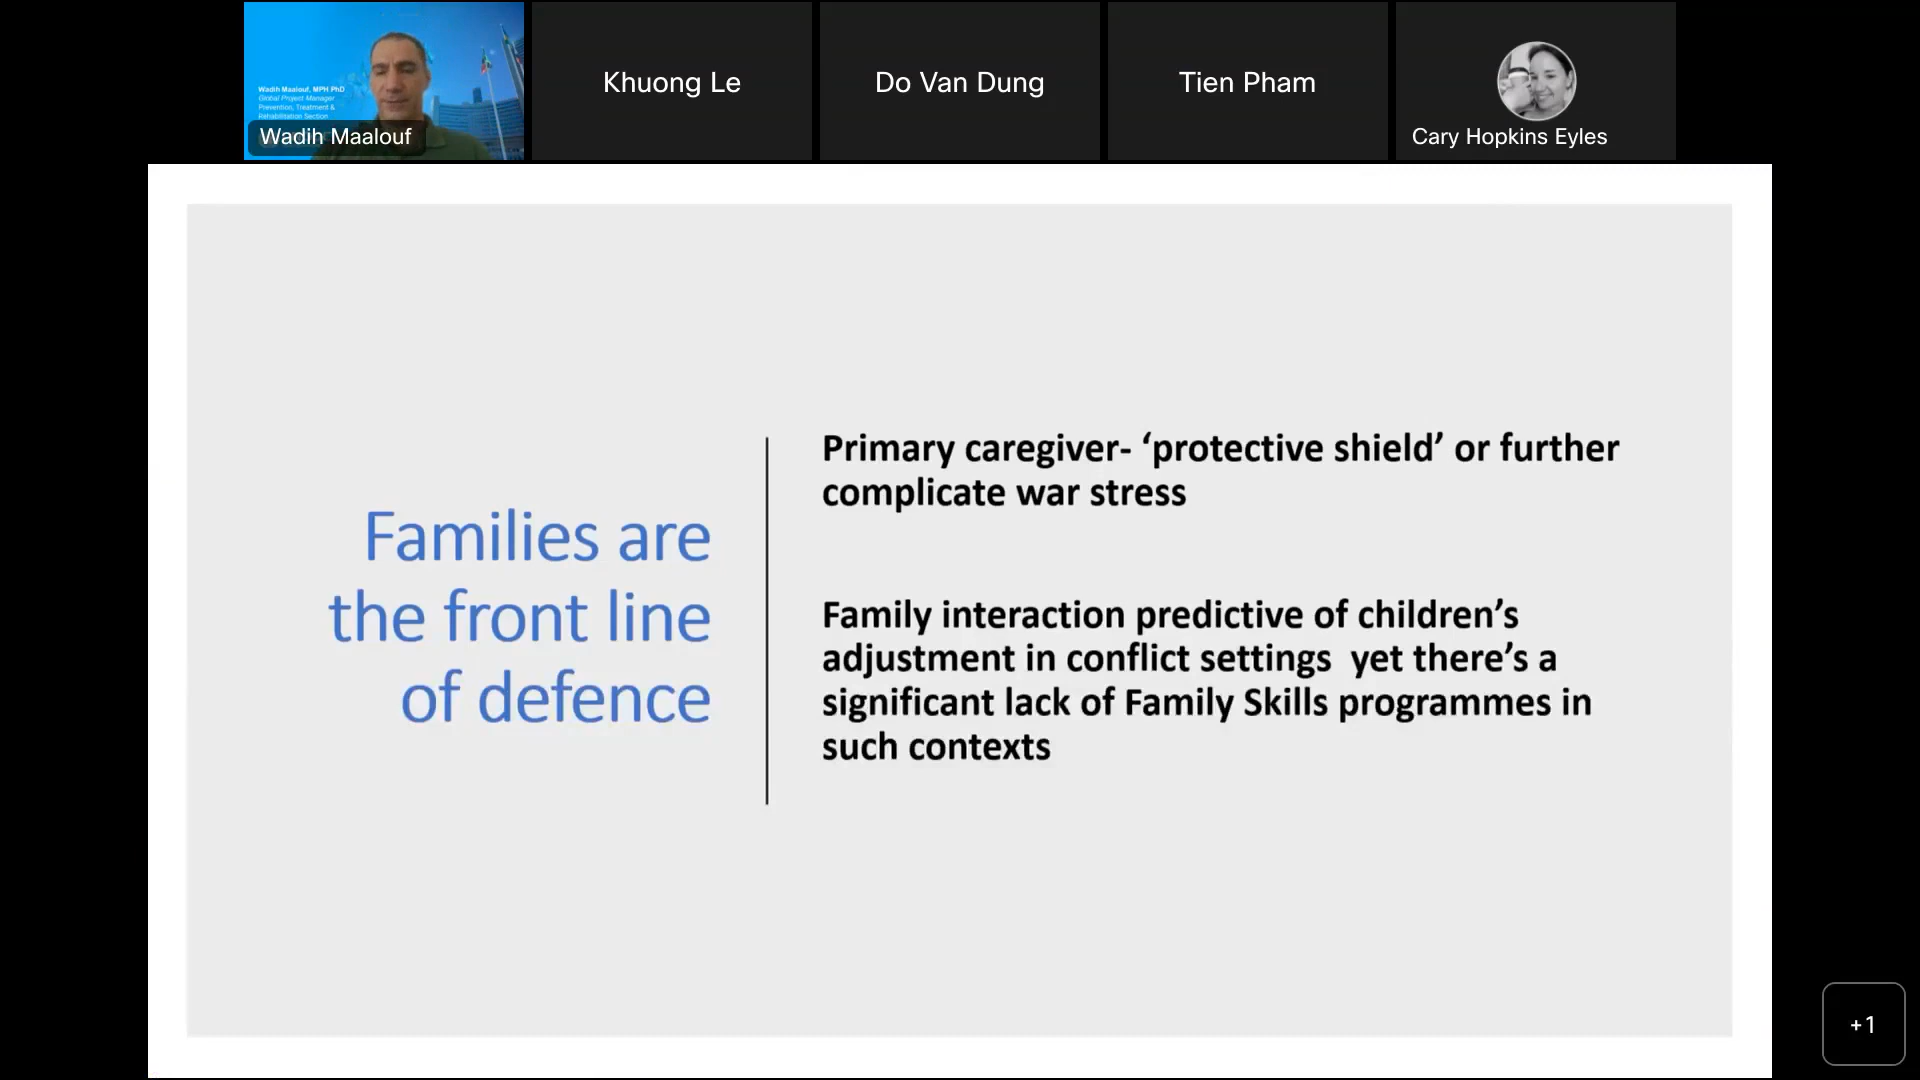 Wadih Maalouf, MPH PhD
Global Project Manager
Prevention, Treatment &
Rehabilitation Section
Wadih Maalouf
Khuong Le
Do Van Dung
Tien Pham
Cary Hopkins Eyles
Families are
the front line
of defence
Primary caregiver- ‘protective shield’ or further
complicate war stress
Family interaction predictive of children’s
adjustment in conflict settings  yet there’s a
significant lack of Family Skills programmes in
such contexts
+1